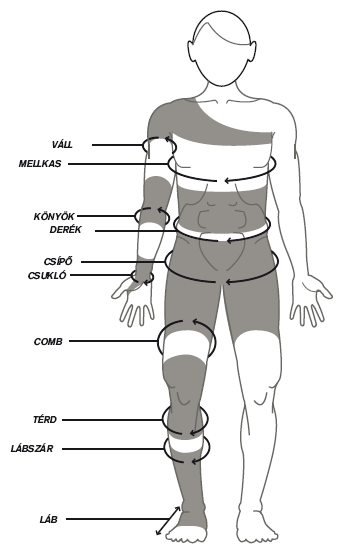 VÁLL
MELLKAS
KÖNYÖK
DERÉK
CSÍPŐ
CSUKLÓ
COMB
TÉRD
LÁBSZÁR
LÁB